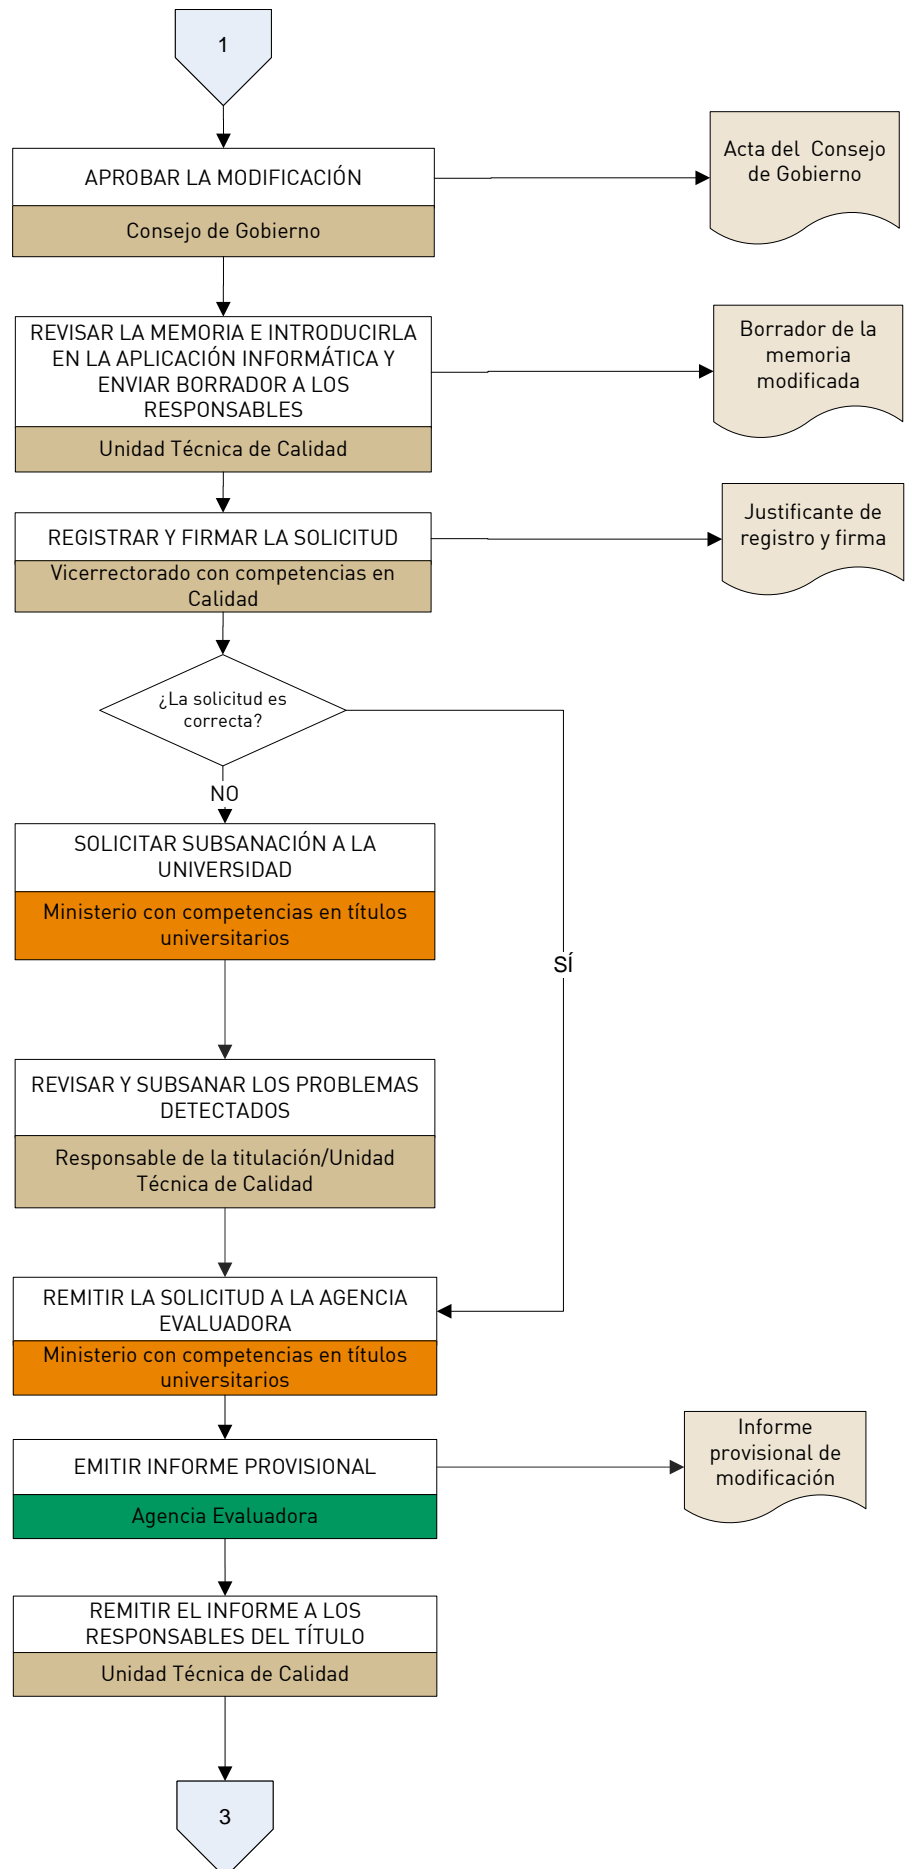 1
APROBAR LA MODIFICACIÓN
Consejo de Gobierno
Acta del Consejo
de Gobierno
REVISAR LA MEMORIA E INTRODUCIRLA
EN LA APLICACIÓN INFORMÁTICA Y
ENVIAR BORRADOR A LOS
RESPONSABLES
Unidad Técnica de Calidad
Borrador de la
memoria
modificada
REGISTRAR Y FIRMAR LA SOLICITUD
Vicerrectorado con competencias en
Calidad
Justificante de
registro y firma
¿La solicitud es
correcta?
NO
SÍ
SOLICITAR SUBSANACIÓN A LA
UNIVERSIDAD
Ministerio con competencias en títulos
universitarios
REVISAR Y SUBSANAR LOS PROBLEMAS
DETECTADOS
Responsable de la titulación/Unidad
Técnica de Calidad
REMITIR LA SOLICITUD A LA AGENCIA
EVALUADORA
Ministerio con competencias en títulos
universitarios
EMITIR INFORME PROVISIONAL
Agencia Evaluadora
Informe
provisional de
modificación
REMITIR EL INFORME A LOS
RESPONSABLES DEL TÍTULO
Unidad Técnica de Calidad
3